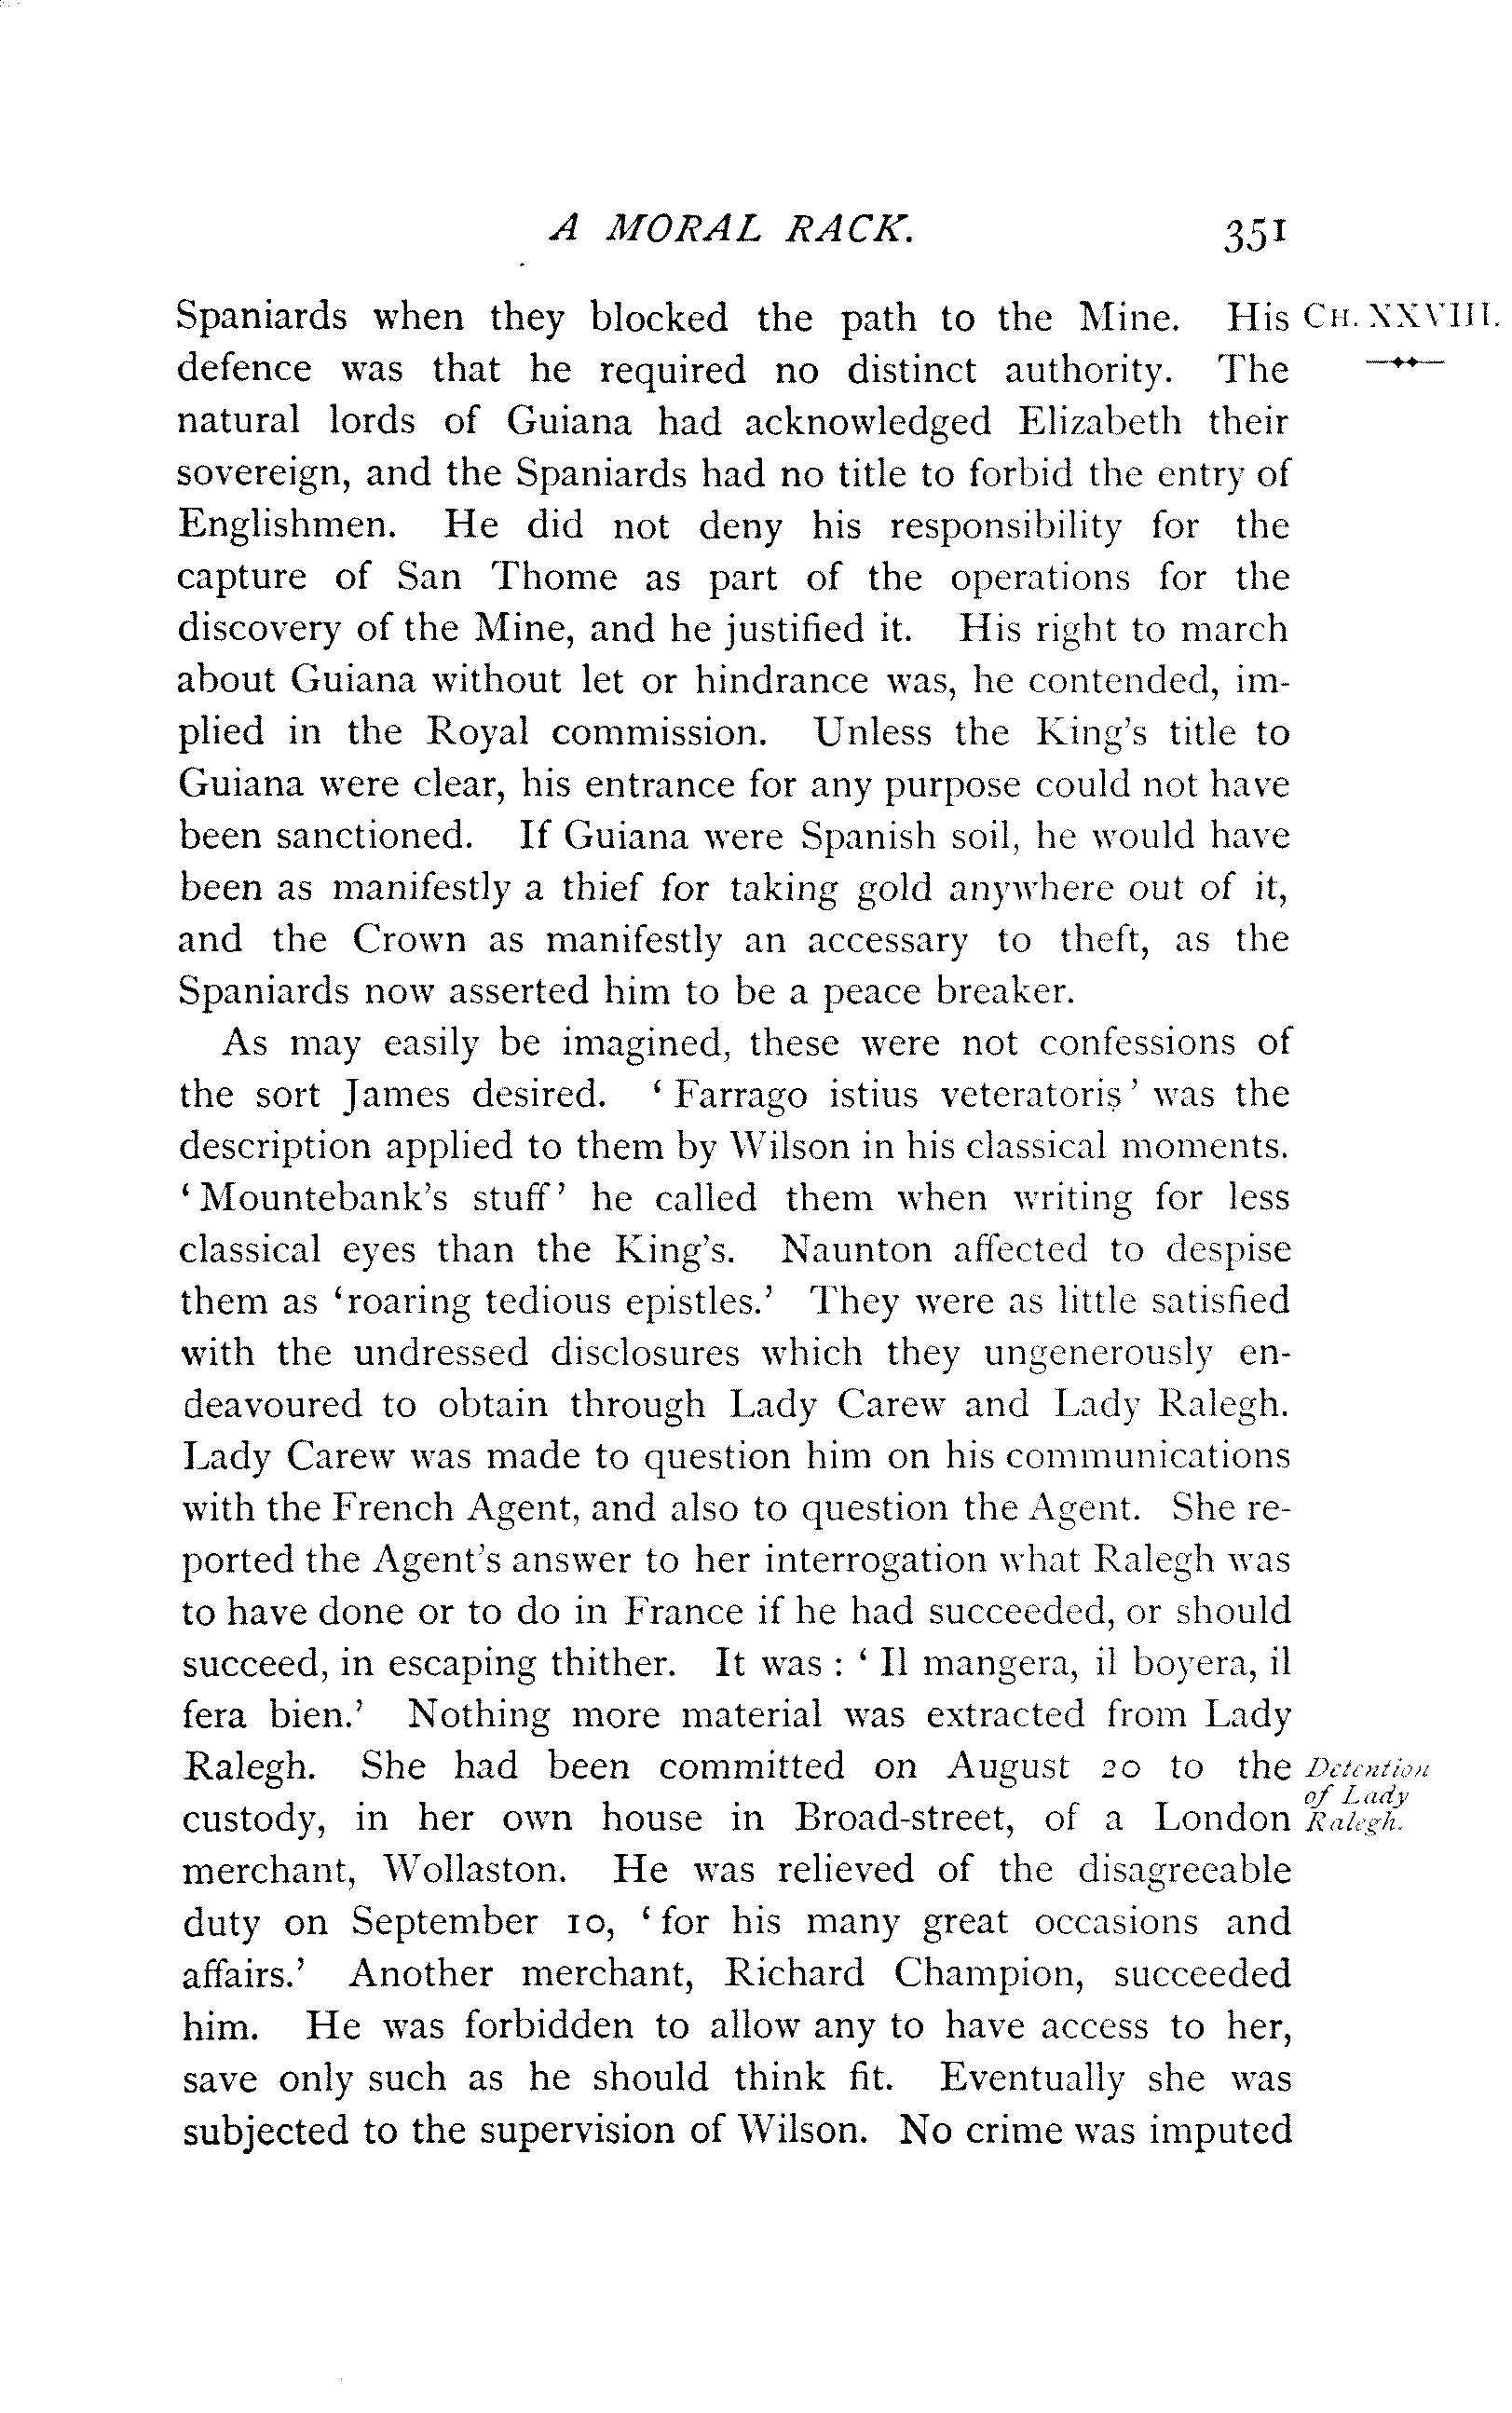 A MORAL RACK. 351
Spaniards when they blocked the path to the Mine. His CH. XXVIII.
defence was that he required no distinct authority. The
natural lords of Guiana had acknowledged Elizabeth their
sovereign, and the Spaniards had no title to forbid the entry of
Englishmen. He did not deny his responsibility for the
capture of San Thome as part of the operations for the
discovery of the Mine, and he justified it. His right to march
about Guiana without let or hindrance was, he contended, im-
plied in the Royal commission. Unless the King's title to
Guiana were clear, his entrance for any purpose could not have
been sanctioned. If Guiana were Spanish soil, he would have
been as manifestly a thief for taking gold anywhere out of it,
and the Crown as manifestly an accessary to theft, as the
Spaniards now asserted him to be a peace breaker.
As may easily be imagined, these were not confessions of
the sort James desired. ‘Farrago istius veteratoris’ was the
description applied to them by Wilson in his classical moments.
‘Mountebank's stuff’ he called them when writing for less
classical eyes than the King's. Naunton affected to despise
them as ‘roaring tedious epistles.’ They were as little satisfied
with the undressed disclosures which they ungenerously en-
deavoured to obtain through Lady Carew and Lady Ralegh.
Lady Carew was made to question him on his communications
with the French Agent, and also to question the Agent. She re-
ported the Agent's answer to her interrogation what Ralegh was
to have done or to do in France if he had succeeded, or should
succeed, in escaping thither. It was : ‘Il mangera, il boyera, il
fera bien.’ Nothing more material was extracted from Lady
Ralegh. She had been committed on August 20 to the
custody, in her own house in Broad-street, of a London
merchant, Wollaston. He was relieved of the disagreeable
duty on September 10, ‘for his many great occasions and
affairs.’ Another merchant, Richard Champion, succeeded
him. He was forbidden to allow any to have access to her,
save only such as he should think fit. Eventually she was
subjected to the supervision of Wilson. No crime was imputed
Detention
of Lady
Ralegh.